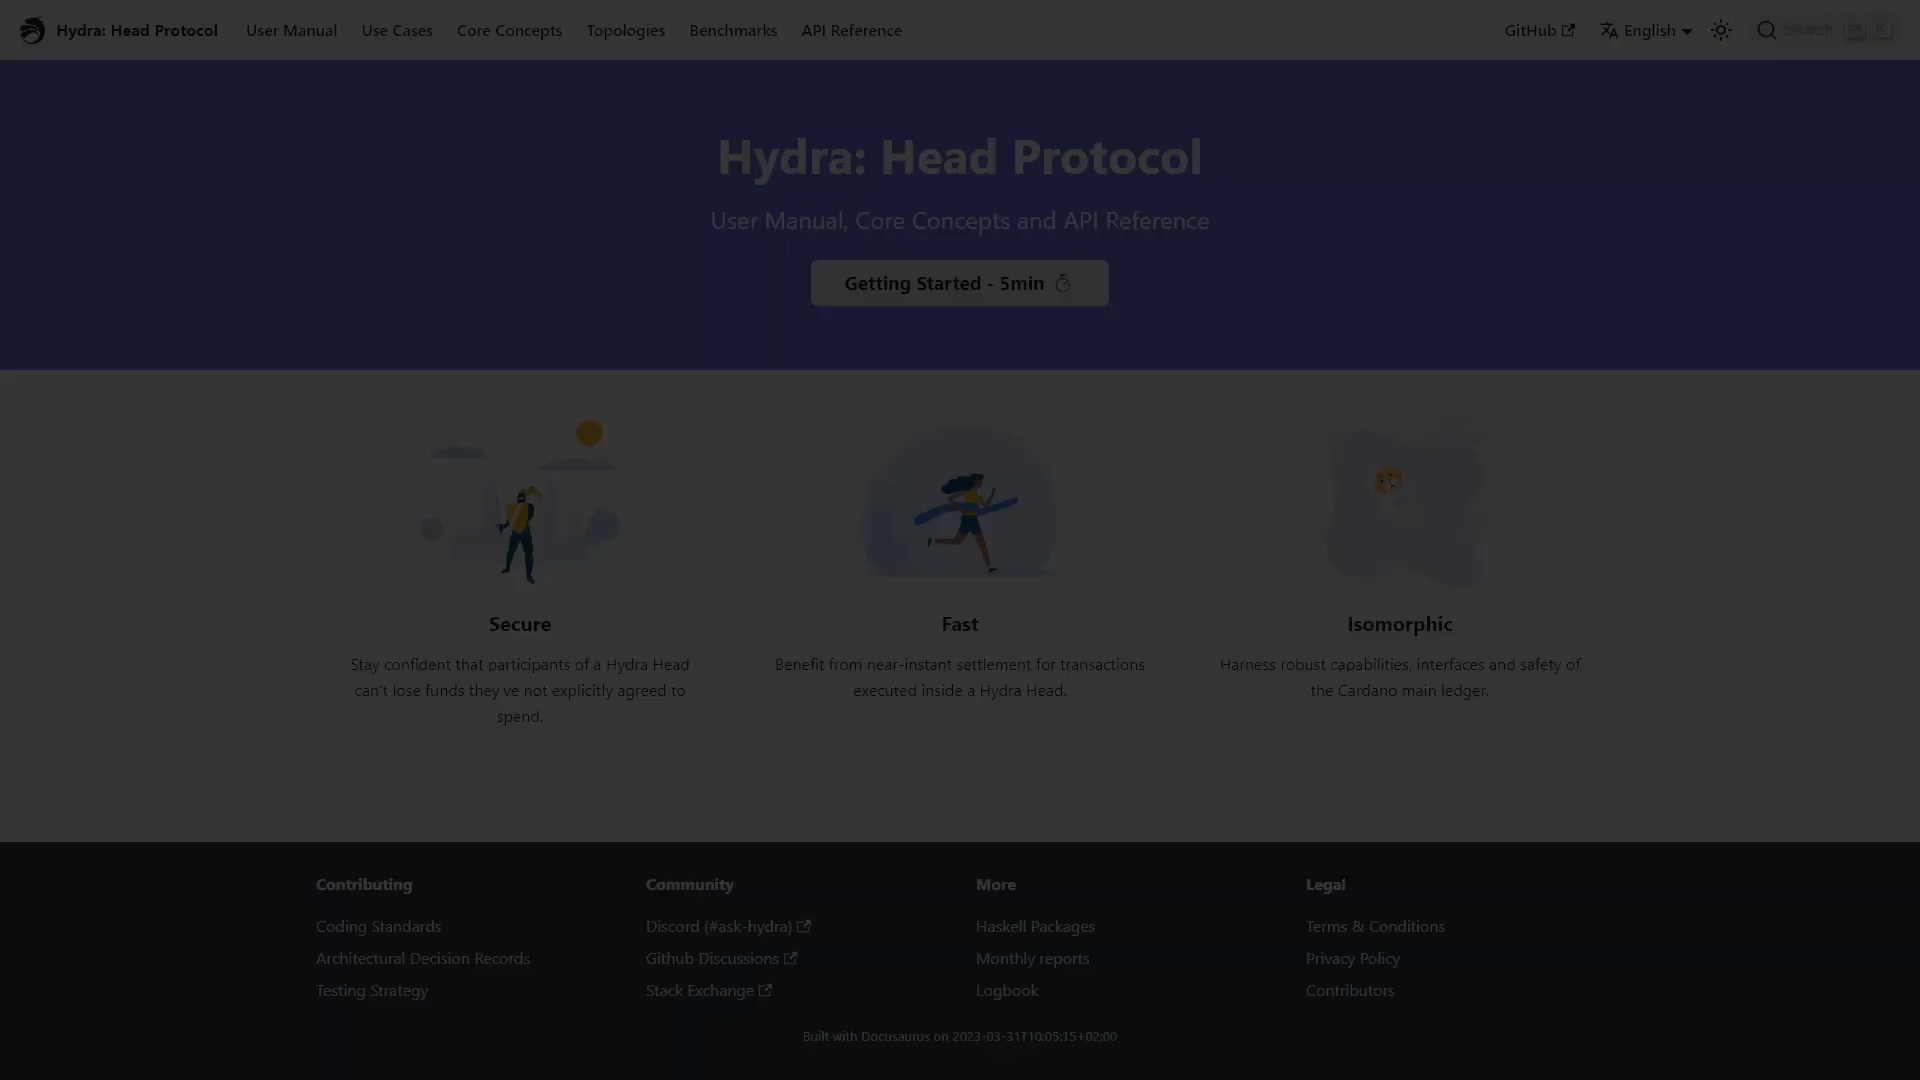 Hydra: Head Protocol User Manual Use Cases Core Concepts Topologies Benchmarks API Reference GitHub English Search K
Hydra: Head Protocol
User Manual, Core Concepts and API Reference
Getting Started - 5min
Secure Fast Isomorphic
Stay confident that participants of a Hydra Head
can't lose funds they've not explicitly agreed to
spend.
Benefit from near-instant settlement for transactions
executed inside a Hydra Head.
Harness robust capabilities, interfaces and safety of
the Cardano main ledger.
Contributing
Coding Standards
Architectural Decision Records
Testing Strategy
Community
Discord (#ask-hydra)
Github Discussions
Stack Exchange
More
Haskell Packages
Monthly reports
Logbook
Legal
Terms & Conditions
Privacy Policy
Contributors
Built with Docusaurus on 2023-03-31T10:05:15+02:00